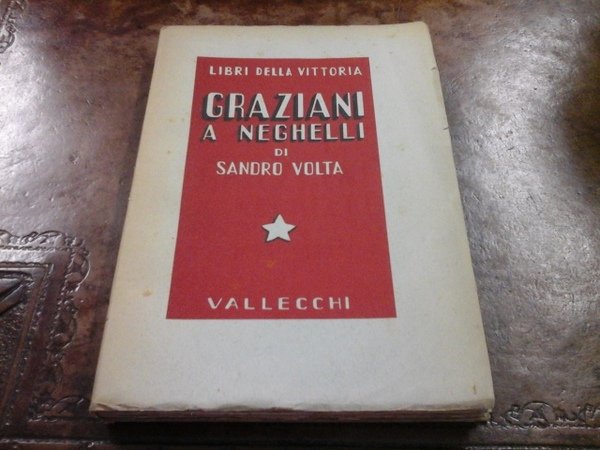 LIBRI DELLA VITTORIA
GRAZIANI
A NEGHELLI
DI
SANDRO VOLTA
VALLECCHI